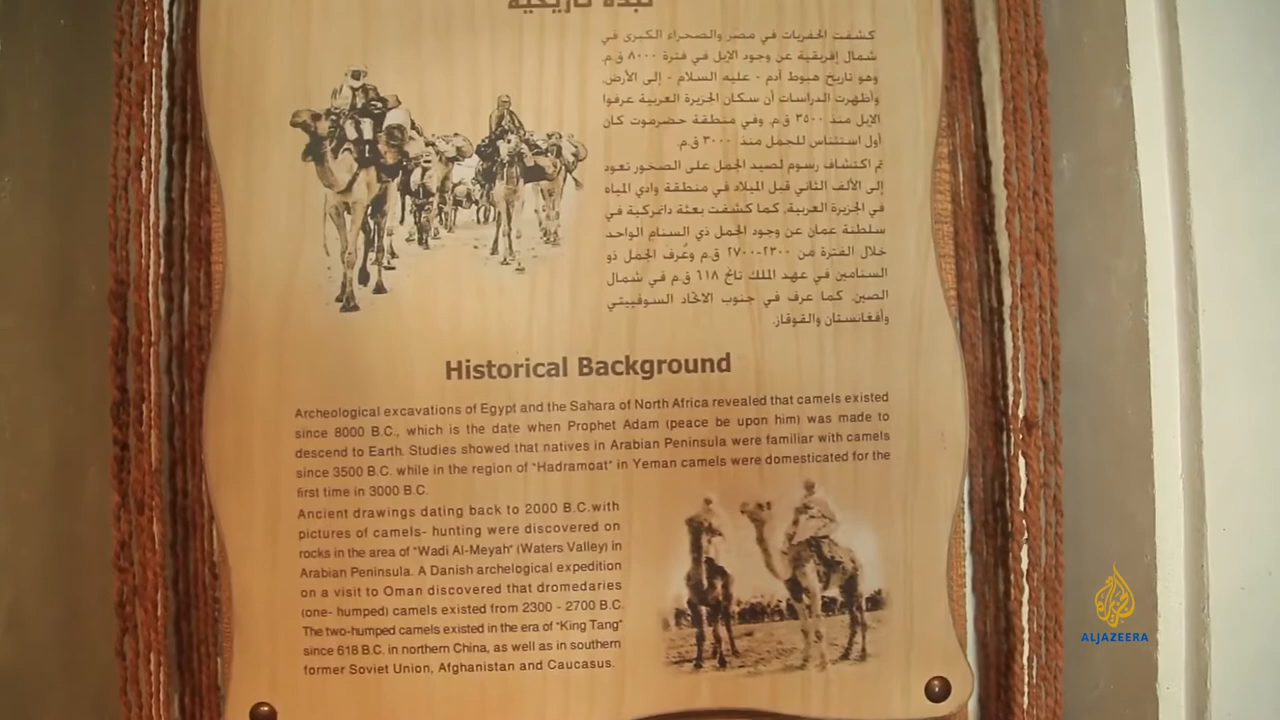 نبذة تاريخية
كشفت الحفريات في مصر والصحراء الكبرى في
شمال إفريقية عن وجود الإبل في فترة ٨٠٠٠ ق.م.
وهو تاريخ هبوط آدم - عليه السلام - إلى الأرض.
وأظهرت الدراسات أن سكان الجزيرة العربية عرفوا
الإبل منذ ٣٥٠٠ ق.م. وفي منطقة حضرموت كان
أول استئناس للجمل منذ ٣٠٠٠ ق.م.
تم اكتشاف رسوم لصيد الجمل على الصخور تعود
إلى الألف الثاني قبل الميلاد في منطقة وادي المياه
في الجزيرة العربية. كما كشفت بعثة دانمركية في
سلطنة عمان عن وجود الجمل ذي السنام الواحد
خلال الفترة من ٢٣٠٠-٢٧٠٠ ق.م وعُرف الجمل ذو
السنامين في عهد الملك تانج ٦١٨ ق.م في شمال
الصين. كما عرف في جنوب الاتحاد السوفييتي
وأفغانستان والقوقاز.
Historical Background
Archeological excavations of Egypt and the Sahara of North Africa revealed that camels existed
since 8000 B.C., which is the date when Prophet Adam (peace be upon him) was made to
descend to Earth. Studies showed that natives in Arabian Peninsula were familiar with camels
since 3500 B.C. while in the region of "Hadramoat" in Yeman camels were domesticated for the
first time in 3000 B.C.
Ancient drawings dating back to 2000 B.C.with
pictures of camels- hunting were discovered on
rocks in the area of "Wadi Al-Meyah" (Waters Valley) in
Arabian Peninsula. A Danish archelogical expedition
on a visit to Oman discovered that dromedaries
(one- humped) camels existed from 2300 - 2700 B.C.
The two-humped camels existed in the era of "King Tang"
since 618 B.C. in northern China, as well as in southern
former Soviet Union, Afghanistan and Caucasus.
الجزيرة
ALJAZEERA